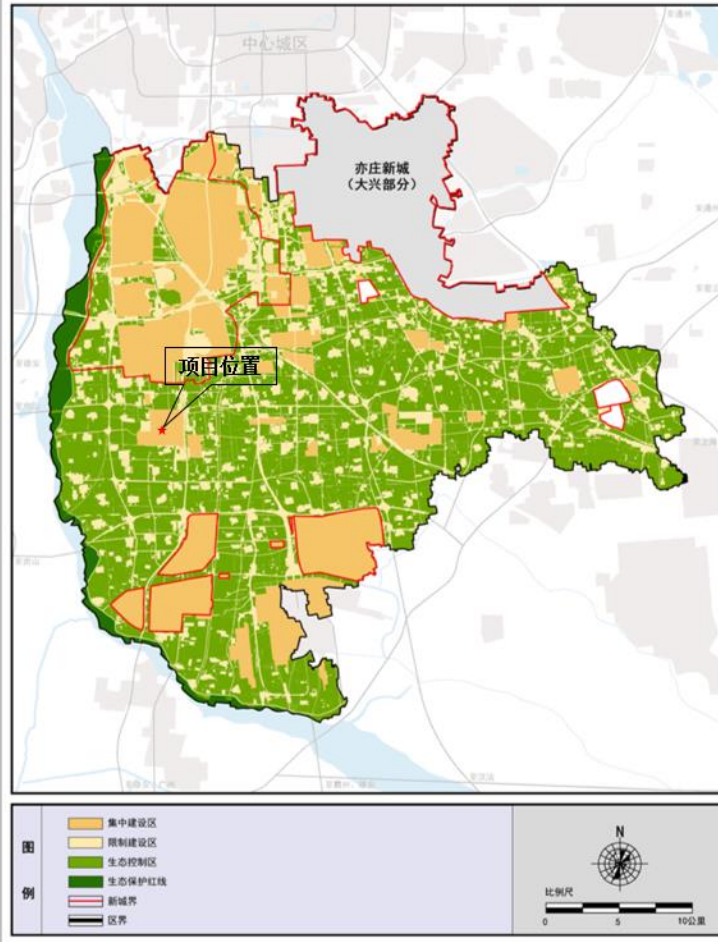 中心城区
亦庄新城
（大兴部分）
项目位置
图
例
集中建设区
限制建设区
生态控制区
生态保护红线
新城界
区界
N
比例尺
0 5 10公里